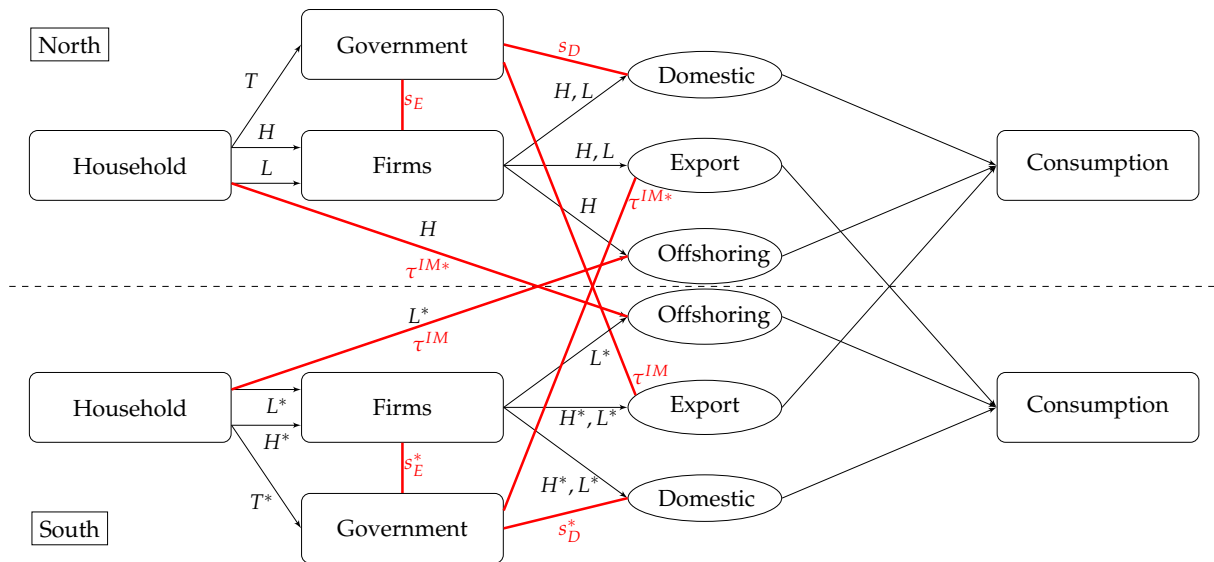 North
Government
s_D
Domestic
T
s_E
H, L
Household
H
L
Firms
H, L
Export
Consumption
H
τ^{IM*}
H
τ^{IM*}
Offshoring
L*
τ^{IM}
Offshoring
L*
τ^{IM}
Household
L*
H*
Firms
H*, L*
Export
Consumption
s_E^*
T*
H*, L*
Domestic
South
Government
s_D^*